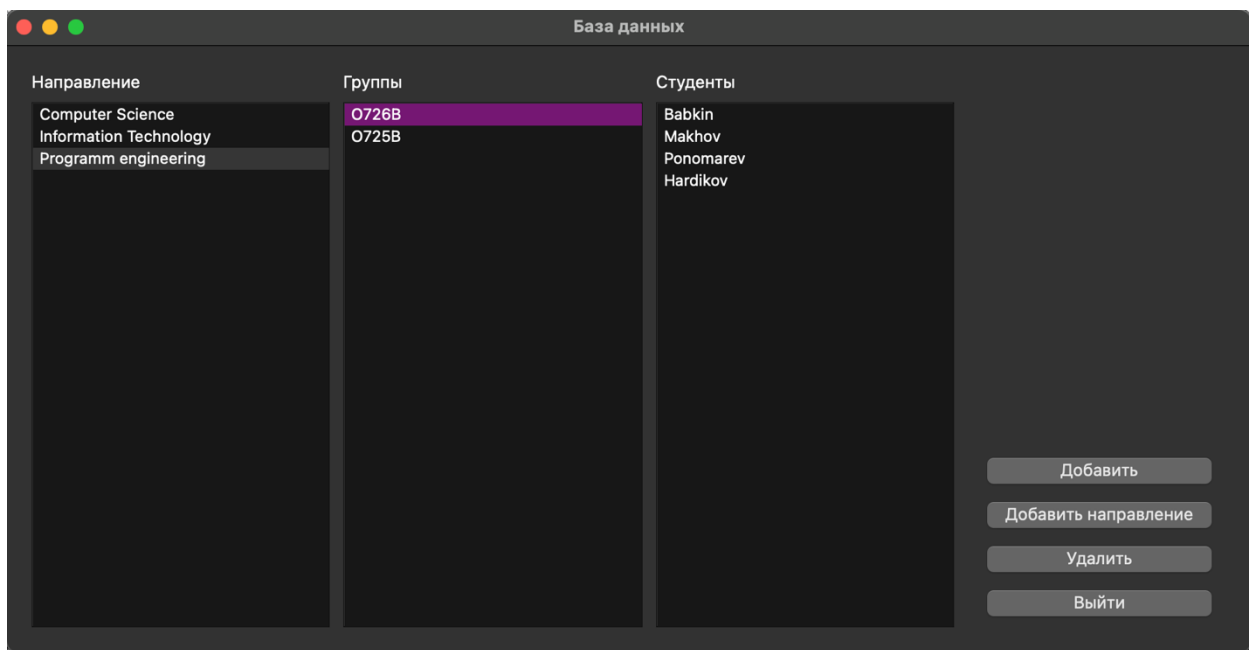 База данных
Направление
Группы
Студенты
Computer Science
Information Technology
Programm engineering
O726B
O725B
Babkin
Makhov
Ponomarev
Hardikov
Добавить
Добавить направление
Удалить
Выйти